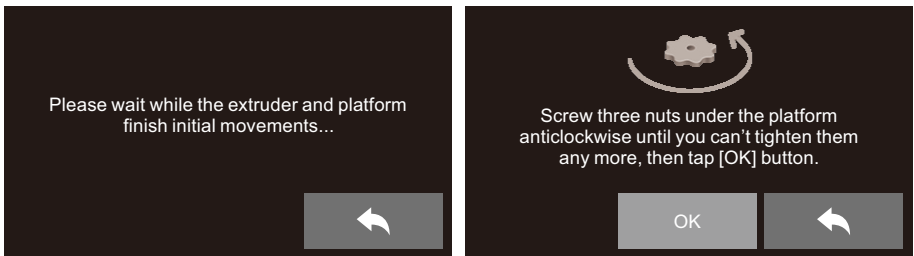 Please wait while the extruder and platform
finish initial movements...
Screw three nuts under the platform
anticlockwise until you can't tighten them
any more, then tap [OK] button.
OK